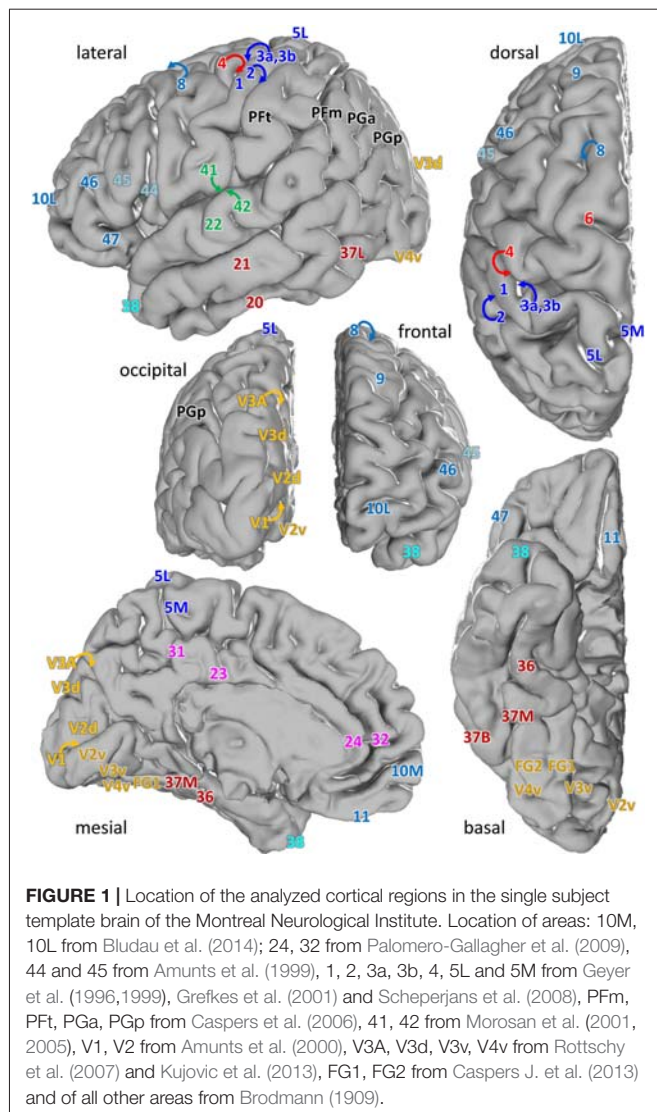 lateral
5L
4
3a,3b
8
2
1
PFt
PFm
PGa
PGp
V3d
41
46
45
44
10L
42
22
47
21
37L
V4v
38
20
dorsal
10L
9
46
45
8
6
4
1
3a,3b
2
5M
5L
occipital
5L
V3A
PGp
V3d
V2d
V1
V2v
frontal
8
9
45
46
10L
38
mesial
5L
5M
31
23
V3A
V3d
V2d
V1
V2v
V3v
V4v
FG1
37M
36
24
32
10M
11
38
basal
47
11
38
36
37M
37B
FG2
FG1
V4v
V3v
V2v
FIGURE 1 | Location of the analyzed cortical regions in the single subject
template brain of the Montreal Neurological Institute. Location of areas: 10M,
10L from Bludau et al. (2014); 24, 32 from Palomero-Gallagher et al. (2009),
44 and 45 from Amunts et al. (1999), 1, 2, 3a, 3b, 4, 5L and 5M from Geyer
et al. (1996,1999), Grefkes et al. (2001) and Scheperjans et al. (2008), PFm,
PFt, PGa, PGp from Caspers et al. (2006), 41, 42 from Morosan et al. (2001,
2005), V1, V2 from Amunts et al. (2000), V3A, V3d, V3v, V4v from Rottschy
et al. (2007) and Kujovic et al. (2013), FG1, FG2 from Caspers J. et al. (2013)
and of all other areas from Brodmann (1909).